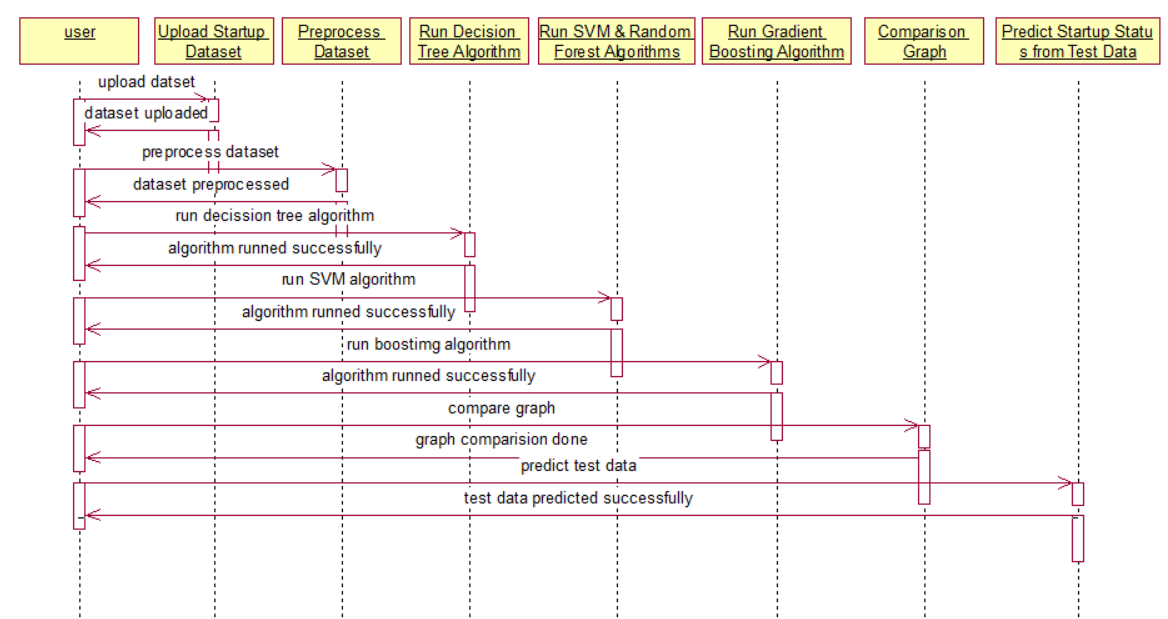 user
Upload Startup
Dataset
Preprocess
Dataset
Run Decision
Tree Algorithm
Run SVM & Random
Forest Algorithms
Run Gradient
Boosting Algorithm
Comparison
Graph
Predict Startup Statu
s from Test Data
upload datset
dataset uploaded
preprocess dataset
dataset preprocessed
run decission tree algorithm
algorithm runned successfully
run SVM algorithm
algorithm runned successfully
run boostimg algorithm
algorithm runned successfully
compare graph
graph comparision done
predict test data
test data predicted successfully